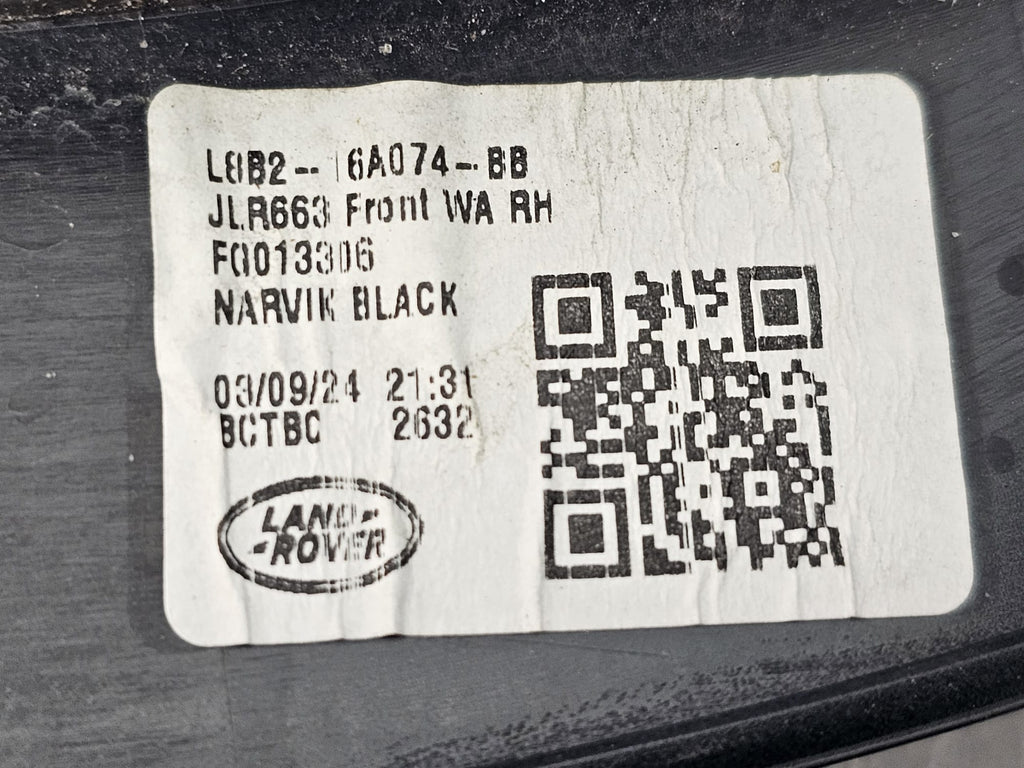 L8B2-16A074-BB
JLR663 Front WA RH
F0013306
NARVIK BLACK
03/09/24 21:31
BCTBC 2632
LAND-
-ROVER